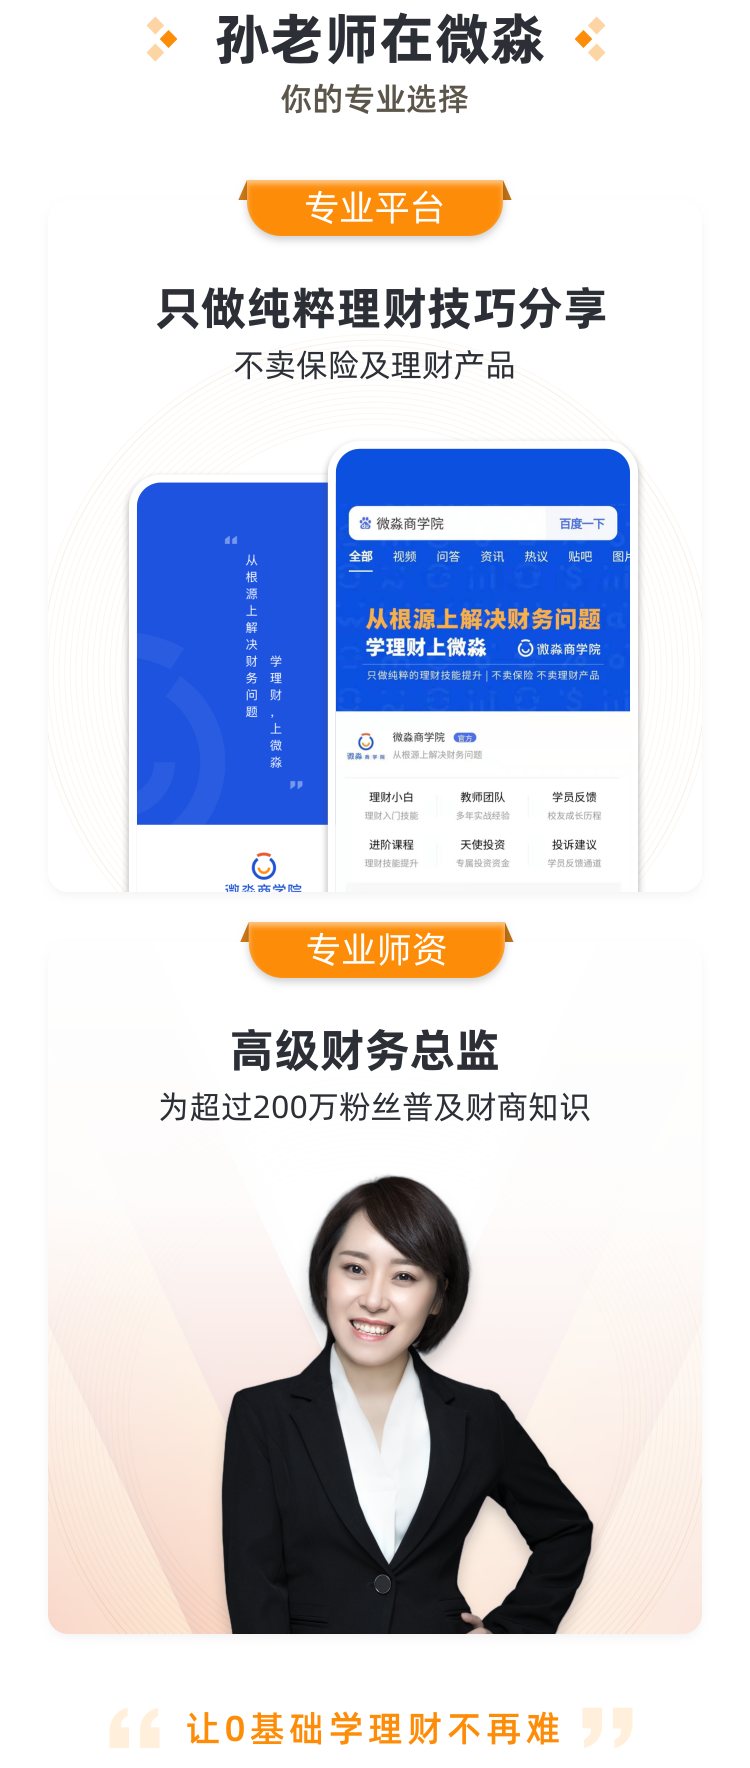 孙老师在微淼
你的专业选择
专业平台
只做纯粹理财技巧分享
不卖保险及理财产品
从根源上解决财务问题
学理财,上微淼
微淼商学院
微淼商学院
百度一下
全部 视频 问答 资讯 热议 贴吧 图片
从根源上解决财务问题
学理财上微淼 微淼商学院
只做纯粹的理财技能提升 | 不卖保险 不卖理财产品
微淼商学院 官方
微淼商学院 从根源上解决财务问题
理财小白 教师团队 学员反馈
理财入门技能 多年实战经验 校友成长历程
进阶课程 天使投资 投诉建议
理财技能提升 专属投资资金 学员反馈通道
专业师资
高级财务总监
为超过200万粉丝普及财商知识
让0基础学理财不再难